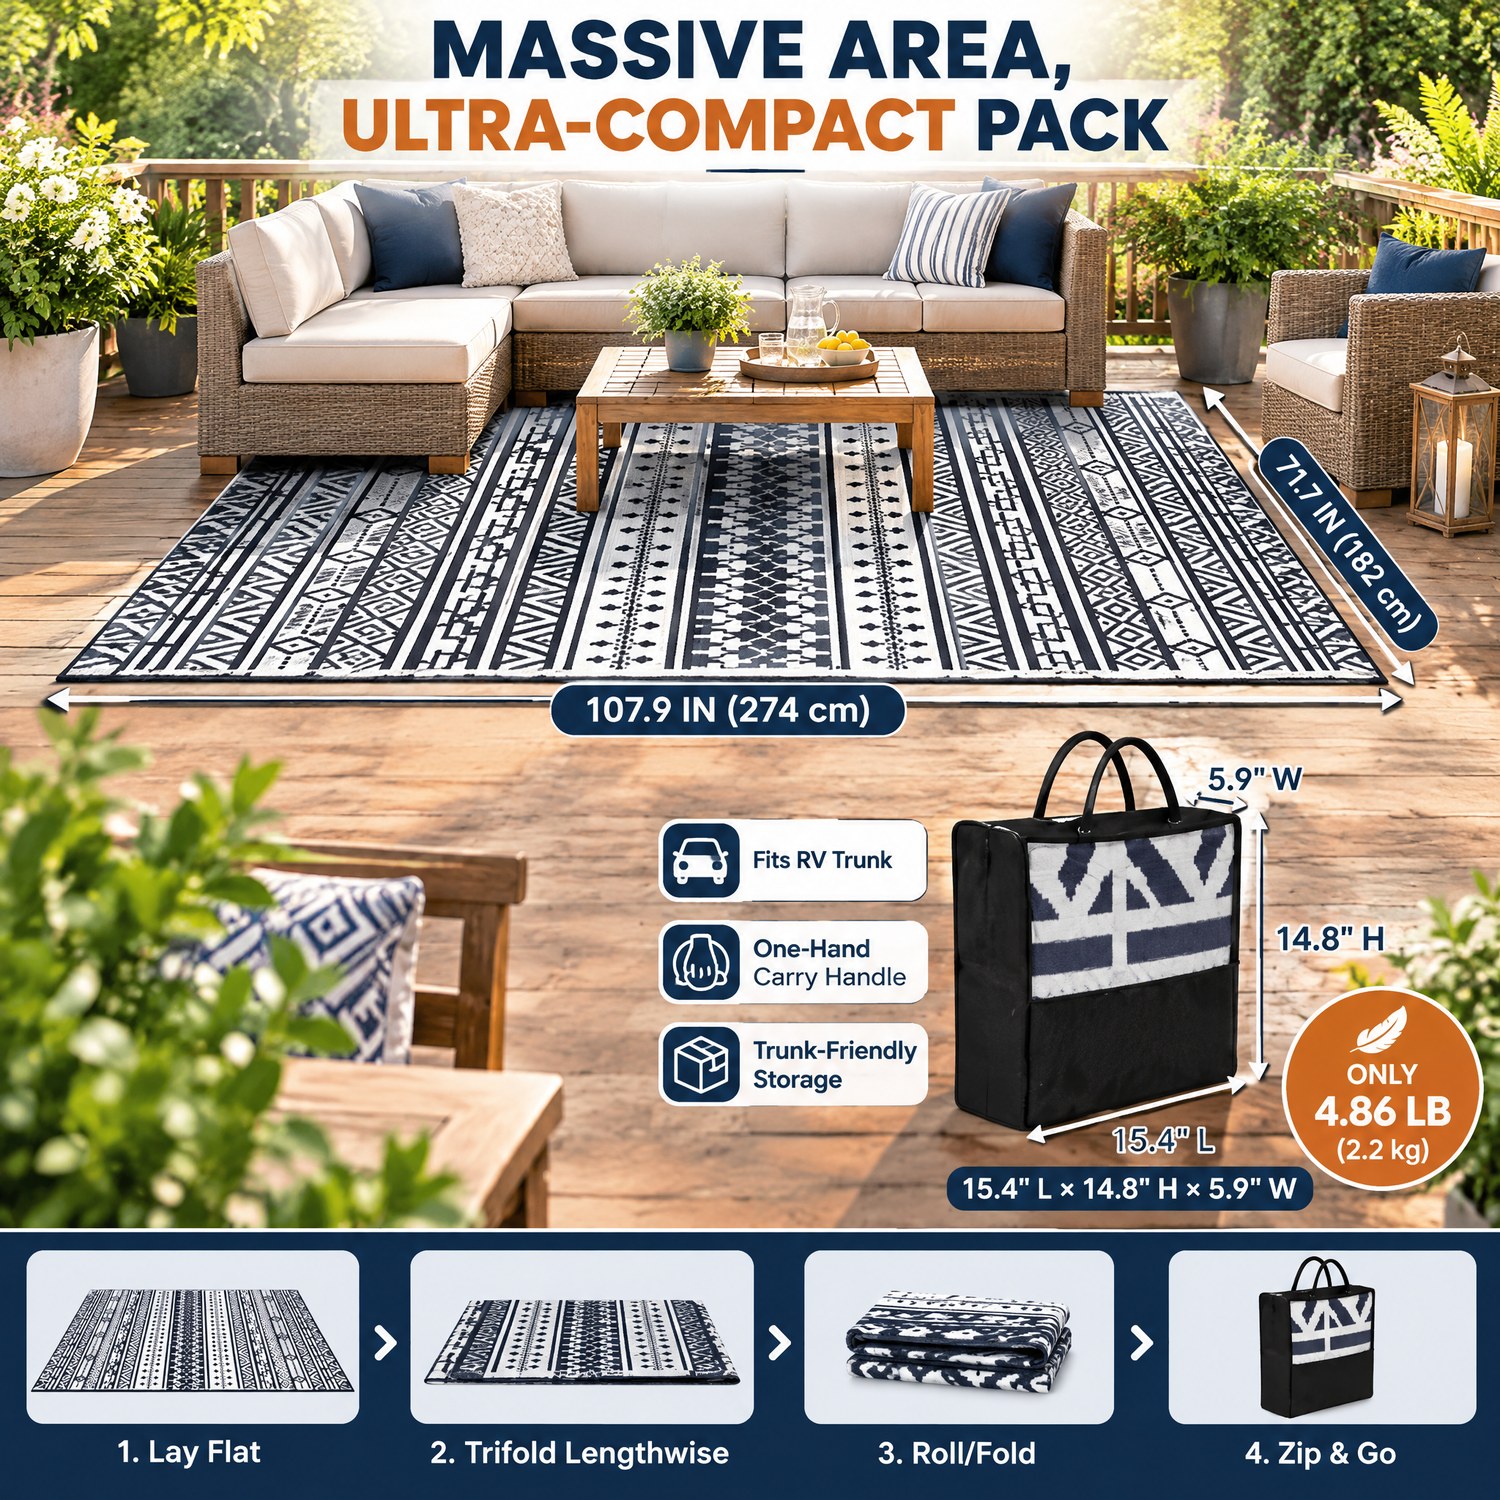 MASSIVE AREA,
ULTRA-COMPACT PACK
71.7 IN (182 cm)
107.9 IN (274 cm)
5.9" W
Fits RV Trunk
14.8" H
One-Hand
Carry Handle
Trunk-Friendly
Storage
ONLY
4.86 LB
(2.2 kg)
15.4" L
15.4" L × 14.8" H × 5.9" W
1. Lay Flat
2. Trifold Lengthwise
3. Roll/Fold
4. Zip & Go